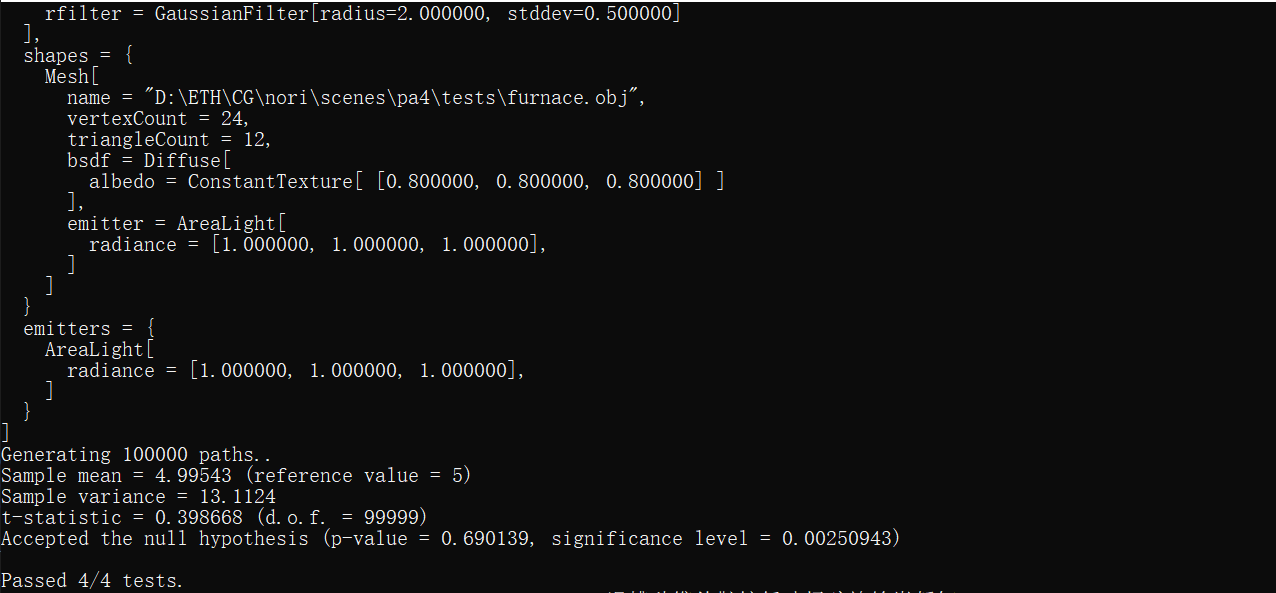 rfilter = GaussianFilter[radius=2.000000, stddev=0.500000]
],
shapes = {
Mesh[
name = "D:\ETH\CG\nori\scenes\pa4\tests\furnace.obj",
vertexCount = 24,
triangleCount = 12,
bsdf = Diffuse[
albedo = ConstantTexture[ [0.800000, 0.800000, 0.800000] ]
],
emitter = AreaLight[
radiance = [1.000000, 1.000000, 1.000000],
]
]
}
emitters = {
AreaLight[
radiance = [1.000000, 1.000000, 1.000000],
]
}
]
Generating 100000 paths..
Sample mean = 4.99543 (reference value = 5)
Sample variance = 13.1124
t-statistic = 0.398668 (d.o.f. = 99999)
Accepted the null hypothesis (p-value = 0.690139, significance level = 0.00250943)
Passed 4/4 tests.